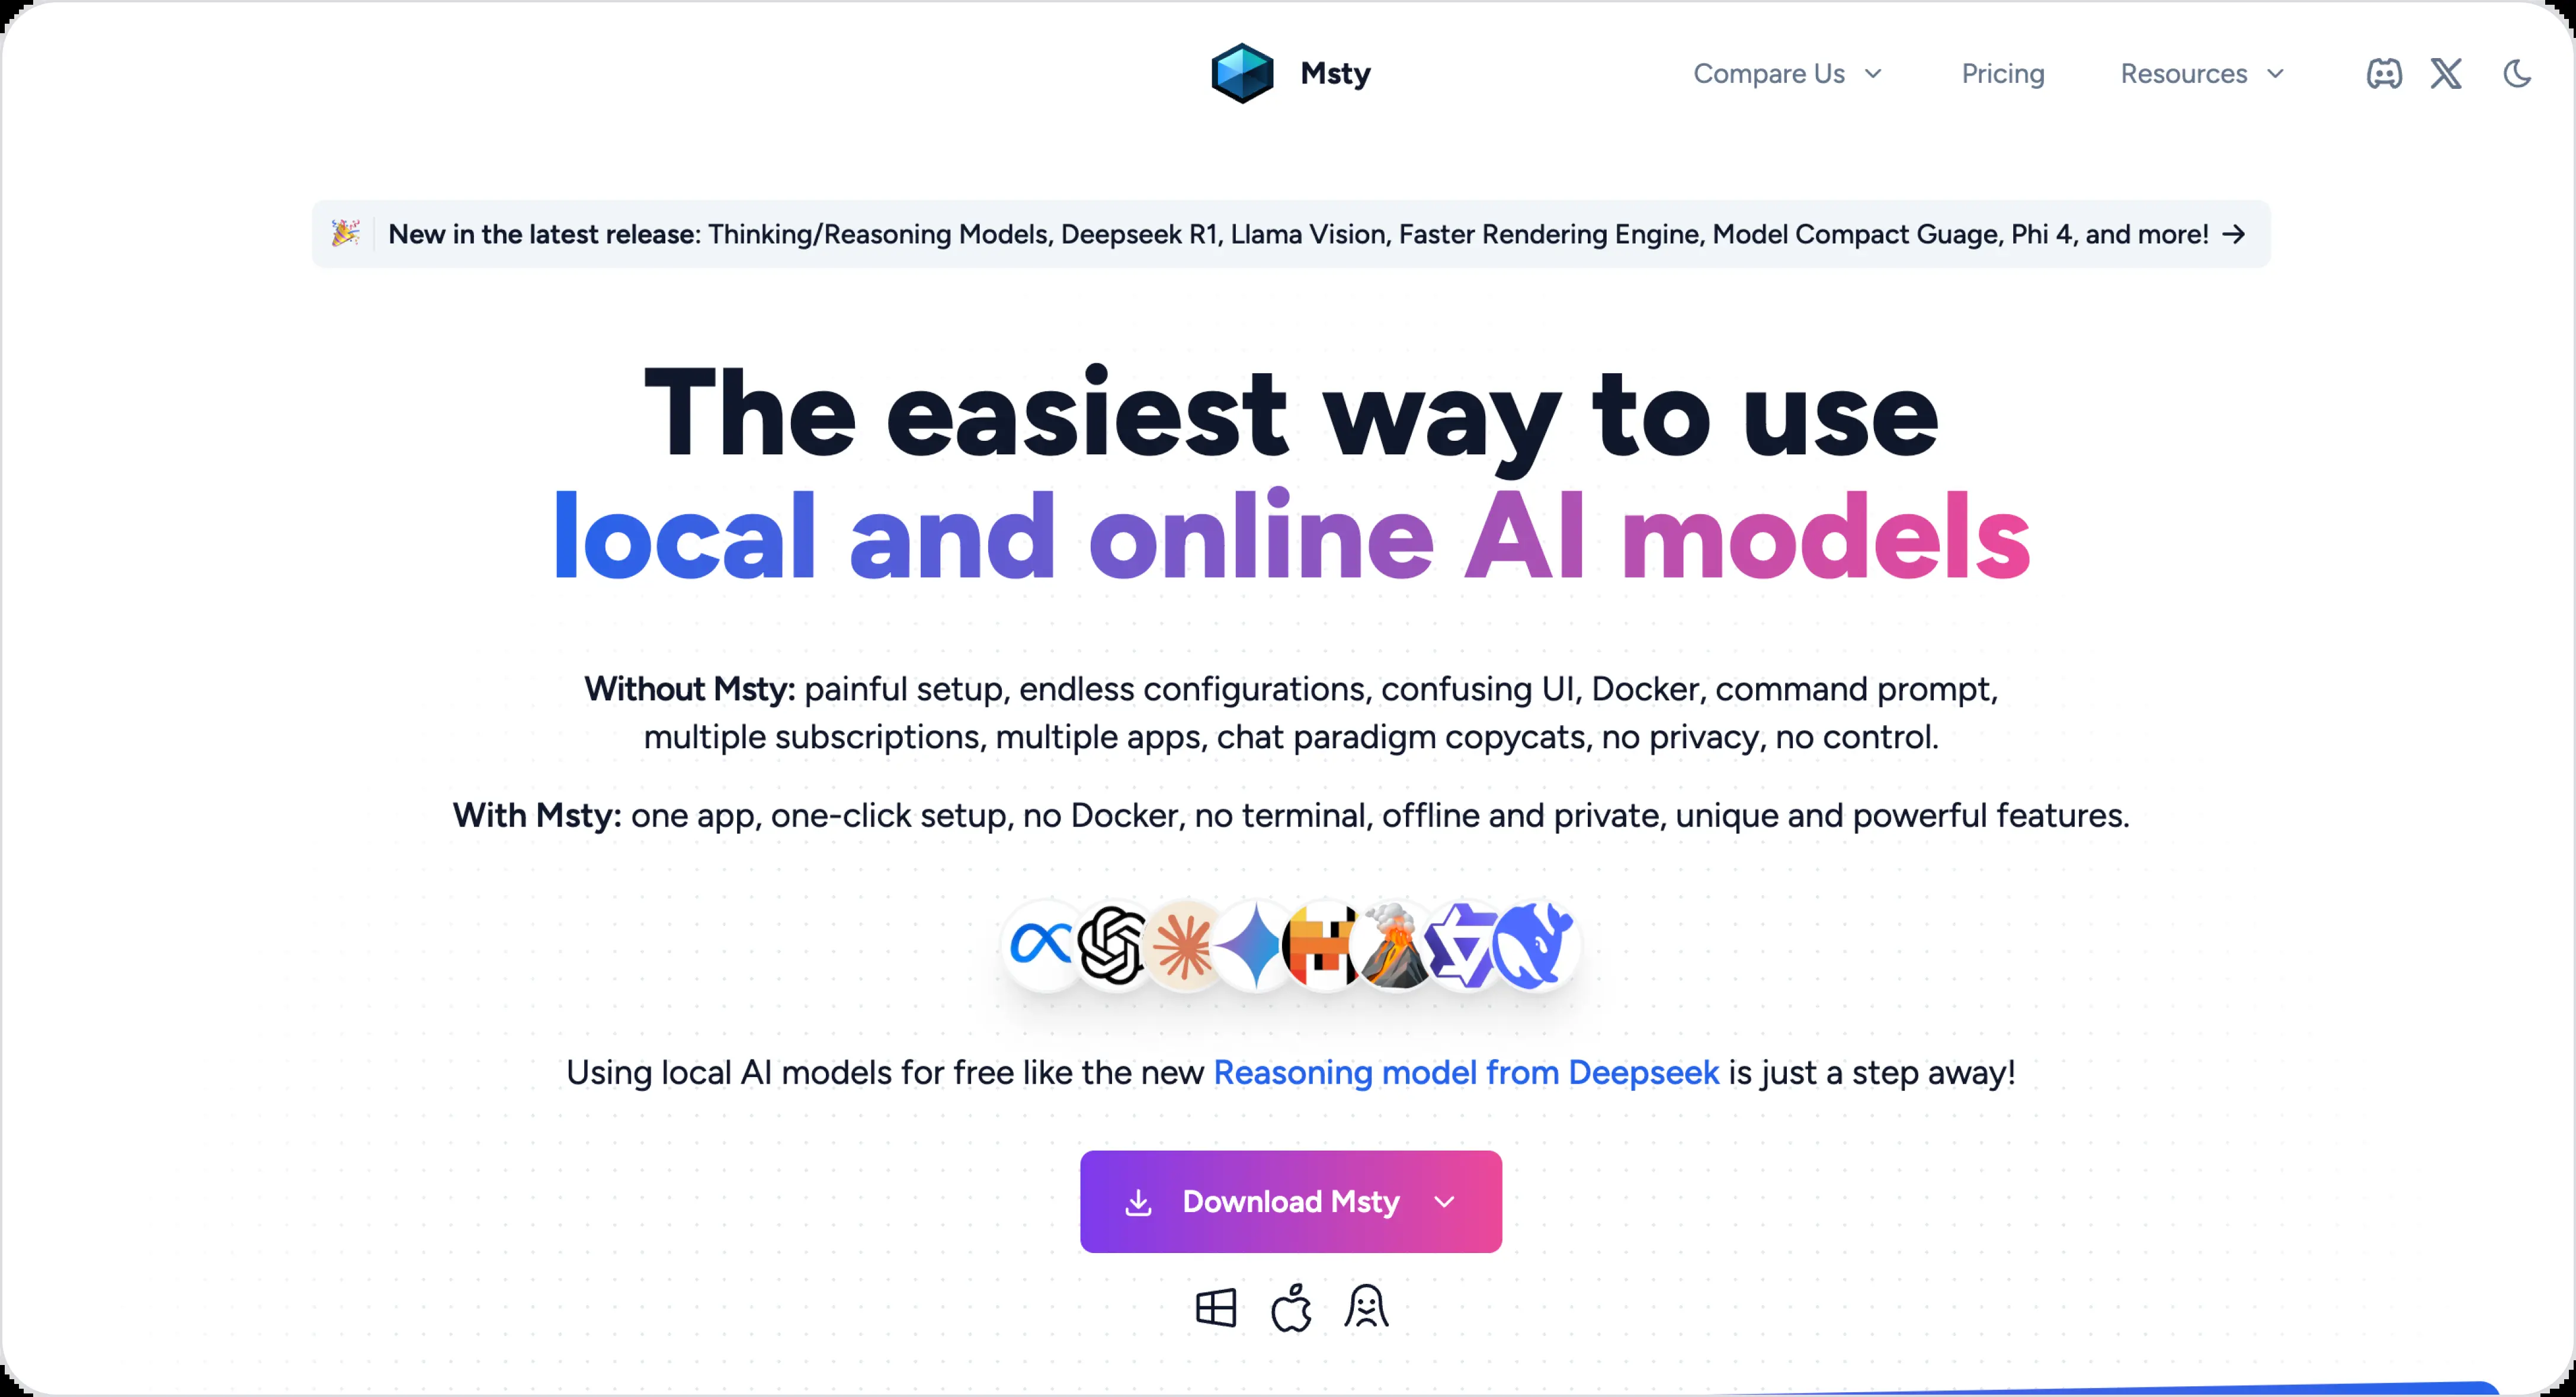 Msty
Compare Us
Pricing
Resources
New in the latest release: Thinking/Reasoning Models, Deepseek R1, Llama Vision, Faster Rendering Engine, Model Compact Guage, Phi 4, and more! →
The easiest way to use
local and online AI models
Without Msty: painful setup, endless configurations, confusing UI, Docker, command prompt,
multiple subscriptions, multiple apps, chat paradigm copycats, no privacy, no control.
With Msty: one app, one-click setup, no Docker, no terminal, offline and private, unique and powerful features.
Using local AI models for free like the new Reasoning model from Deepseek is just a step away!
Download Msty